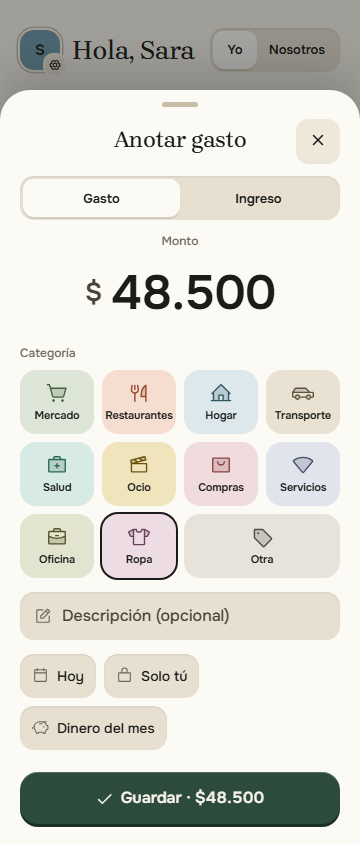 S
Hola, Sara
Yo
Nosotros
Anotar gasto
Gasto
Ingreso
Monto
$ 48.500
Categoría
Mercado
Restaurantes
Hogar
Transporte
Salud
Ocio
Compras
Servicios
Oficina
Ropa
Otra
Descripción (opcional)
Hoy
Solo tú
Dinero del mes
Guardar · $48.500